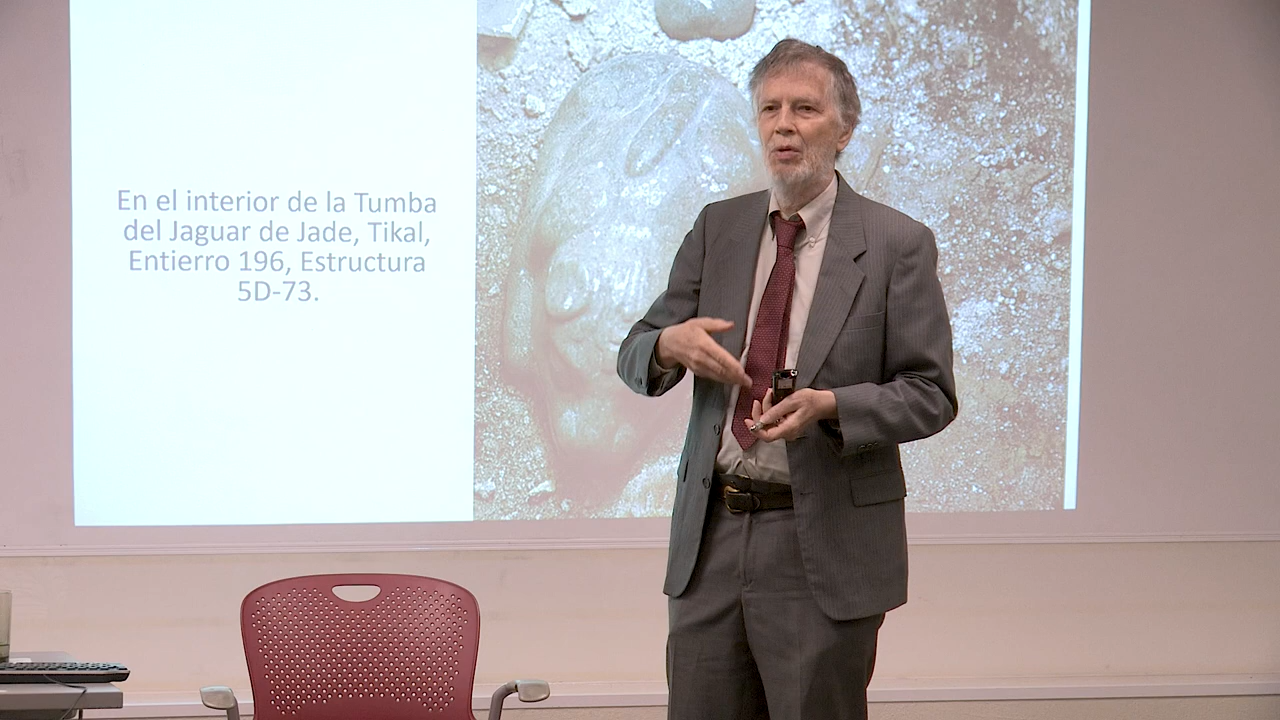 En el interior de la Tumba
del Jaguar de Jade, Tikal,
Entierro 196, Estructura
5D-73.